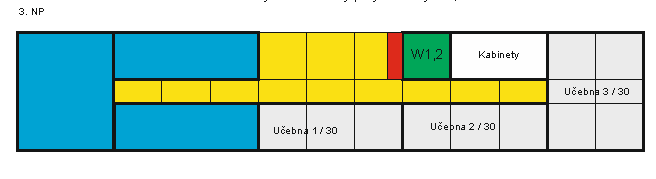 3. NP
W1,2
Kabinety
Učebna 3 / 30
Učebna 1 / 30
Učebna 2 / 30